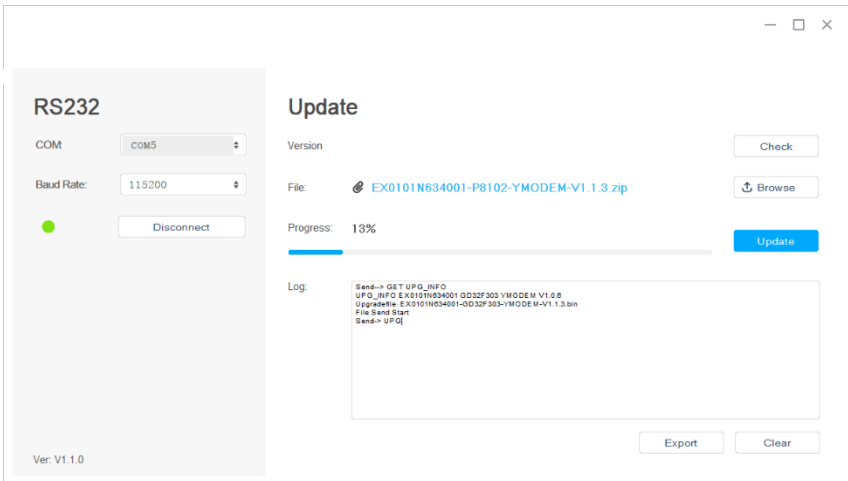 RS232
COM:
COM5
Baud Rate:
115200
Disconnect
Ver: V1.1.0
Update
Version
Check
File:
EX0101N634001-P8102-YMODEM-V1.1.3.zip
Browse
Progress:
13%
Update
Log:
Send--> GET UPG_INFO
UPG_INFO EX0101N634001 GD32F303 YMODEM V1.0.6
Upgradefile:EX0101N634001-GD32F303-YMODEM-V1.1.3.bin
File Send Start
Send-> UPG
Export
Clear